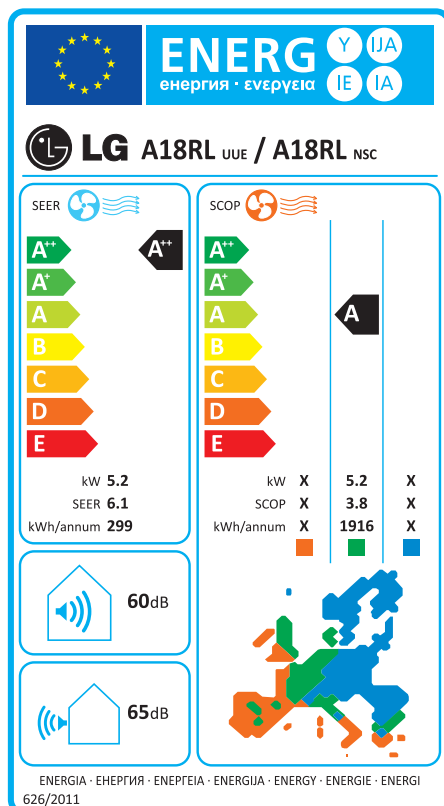 ENERG Y IJA
енергия · ενεργεια IE IA
LG A18RL UUE / A18RL NSC
SEER
A++ A++
A+
A
B
C
D
E
kW 5.2
SEER 6.1
kWh/annum 299
SCOP
A++
A+
A A
B
C
D
E
kW X 5.2 X
SCOP X 3.8 X
kWh/annum X 1916 X
60dB
65dB
ENERGIA · ЕНЕРГИЯ · ΕΝΕΡΓΕΙΑ · ENERGIJA · ENERGY · ENERGIE · ENERGI
626/2011